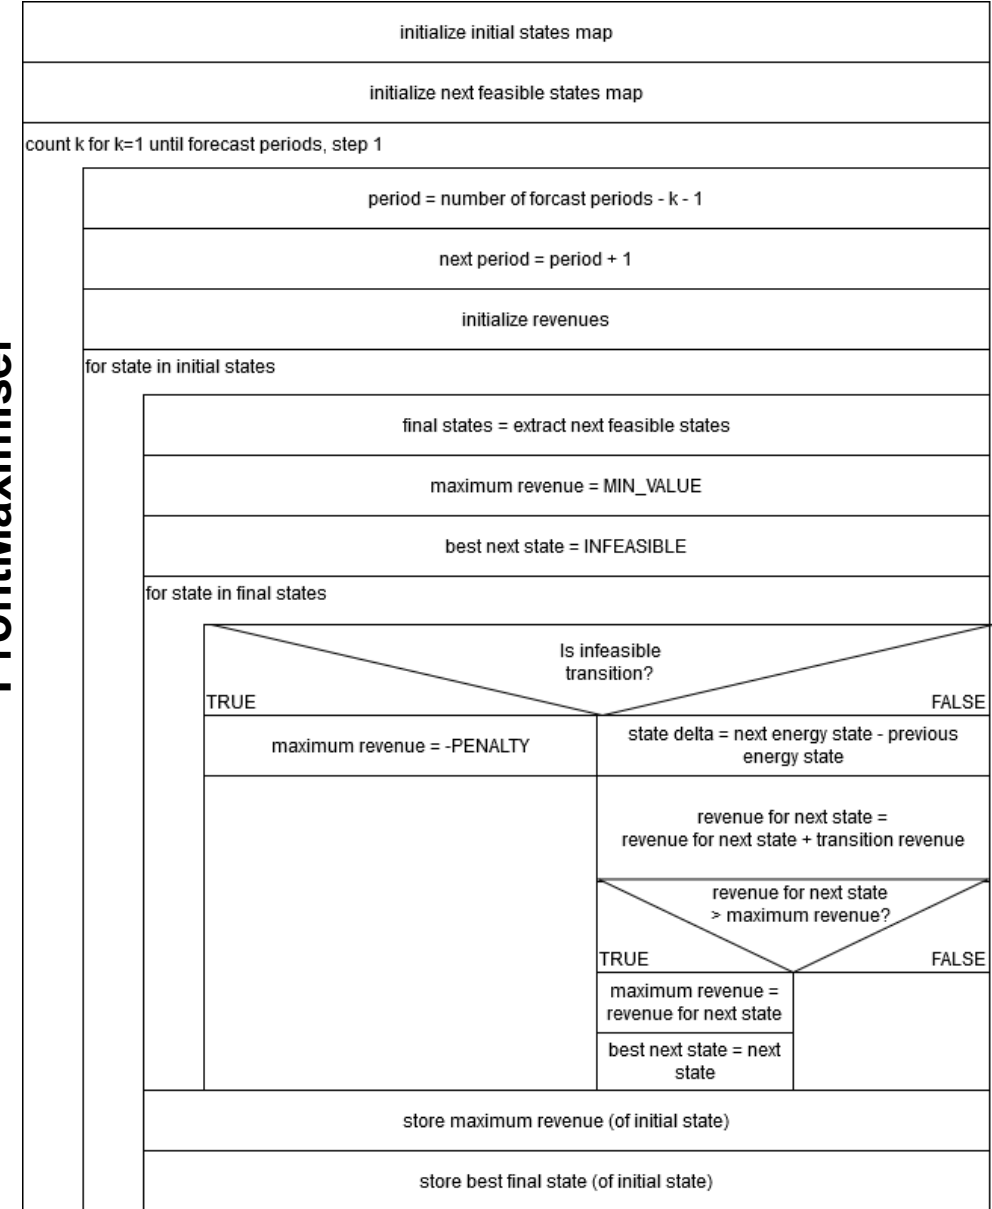 initialize initial states map
initialize next feasible states map
count k for k=1 until forecast periods, step 1
period = number of forcast periods - k - 1
next period = period + 1
initialize revenues
for state in initial states
final states = extract next feasible states
maximum revenue = MIN_VALUE
best next state = INFEASIBLE
for state in final states
Is infeasible
transition?
TRUE
FALSE
maximum revenue = -PENALTY
state delta = next energy state - previous
energy state
revenue for next state =
revenue for next state + transition revenue
revenue for next state
> maximum revenue?
TRUE
FALSE
maximum revenue =
revenue for next state
best next state = next
state
store maximum revenue (of initial state)
store best final state (of initial state)